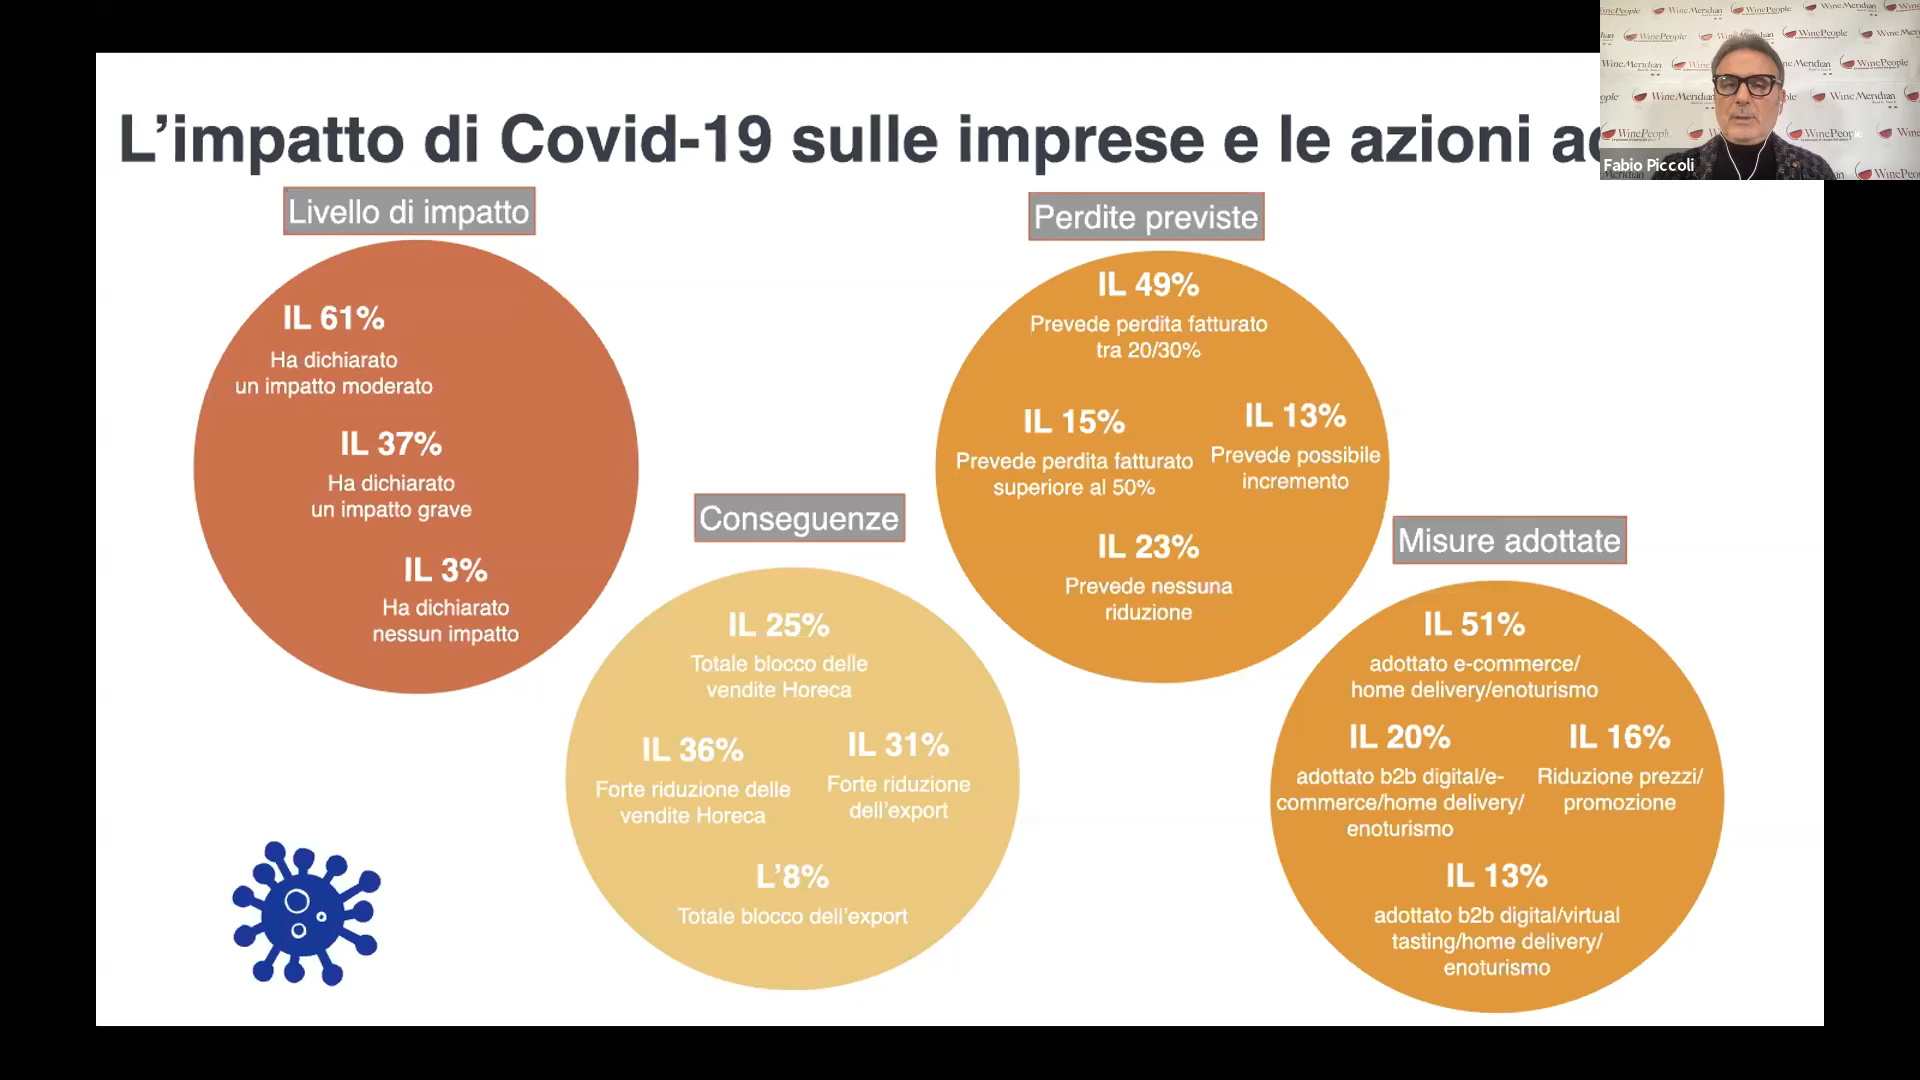 L’impatto di Covid-19 sulle imprese e le azioni
Fabio Piccoli
WinePeople
Wine Meridian
Livello di impatto
IL 61%
Ha dichiarato
un impatto moderato
IL 37%
Ha dichiarato
un impatto grave
IL 3%
Ha dichiarato
nessun impatto
Conseguenze
IL 25%
Totale blocco delle
vendite Horeca
IL 36%
Forte riduzione delle
vendite Horeca
IL 31%
Forte riduzione
dell’export
L’8%
Totale blocco dell’export
Perdite previste
IL 49%
Prevede perdita fatturato
tra 20/30%
IL 15%
Prevede perdita fatturato
superiore al 50%
IL 13%
Prevede possibile
incremento
IL 23%
Prevede nessuna
riduzione
Misure adottate
IL 51%
adottato e-commerce/
home delivery/enoturismo
IL 20%
adottato b2b digital/e-
commerce/home delivery/
enoturismo
IL 16%
Riduzione prezzi/
promozione
IL 13%
adottato b2b digital/virtual
tasting/home delivery/
enoturismo